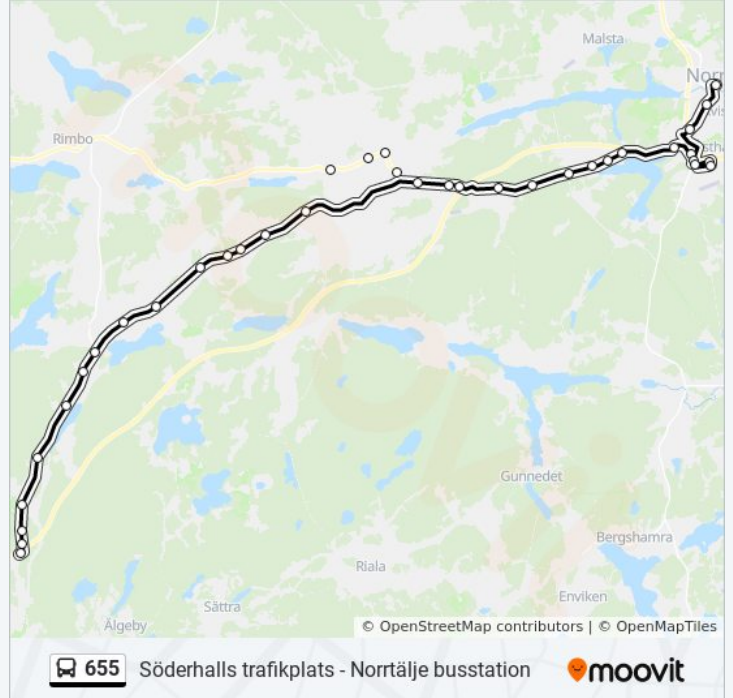 Malsta
Norr
Rimbo
Gunnedet
Bergshamra
Riala
Enviken
Sättra
Älgeby
© OpenStreetMap contributors | © OpenMapTiles
655 Söderhalls trafikplats - Norrtälje busstation moovit